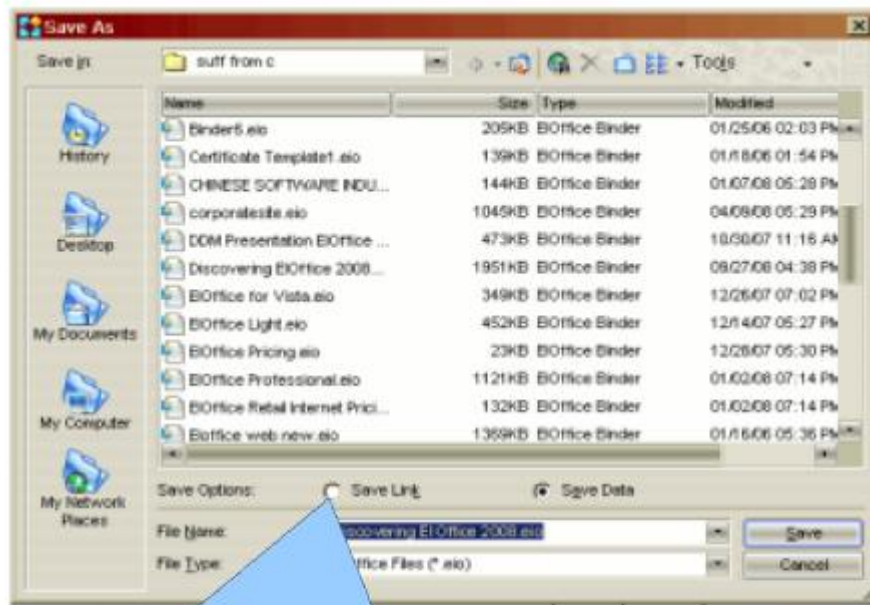 Save As
Save in: suff from c Tools
Name Size Type Modified
Binder6.eio 205KB EIOffice Binder 01/25/06 02:03 PM
Certificate Template1.eio 139KB EIOffice Binder 01/18/06 01:54 PM
CHINESE SOFTWARE INDU... 144KB EIOffice Binder 01/07/08 05:28 PM
corporatesite.eio 1045KB EIOffice Binder 04/09/08 05:29 PM
DDM Presentation EIOffice ... 473KB EIOffice Binder 10/30/07 11:16 AM
Discovering EIOffice 2008... 1951KB EIOffice Binder 09/27/08 04:38 PM
EIOffice for Vista.eio 349KB EIOffice Binder 12/26/07 07:02 PM
EIOffice Light.eio 452KB EIOffice Binder 12/14/07 05:27 PM
EIOffice Pricing.eio 23KB EIOffice Binder 12/28/07 05:30 PM
EIOffice Professional.eio 1121KB EIOffice Binder 01/02/08 07:14 PM
EIOffice Retail Internet Prici... 132KB EIOffice Binder 01/02/08 07:14 PM
Eioffice web new.eio 1369KB EIOffice Binder 01/16/06 05:36 PM
History
Desktop
My Documents
My Computer
My Network
Places
Save Options: Save Link Save Data
File Name: iscovering EIOffice 2008.eio Save
File Type: ffice Files (*.eio) Cancel